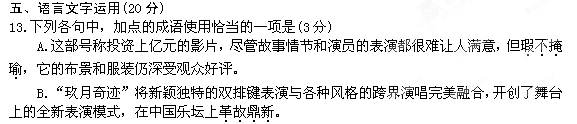 五、语言文字运用(20 分)
13.下列各句中，加点的成语使用恰当的一项是(3 分)
A.这部号称投资上亿元的影片，尽管故事情节和演员的表演都很难让人满意，但瑕不掩
瑜，它的布景和服装仍深受观众好评。
B.“玖月奇迹”将新颖独特的双排键表演与各种风格的跨界演唱完美融合，开创了舞台
上的全新表演模式，在中国乐坛上革故鼎新。